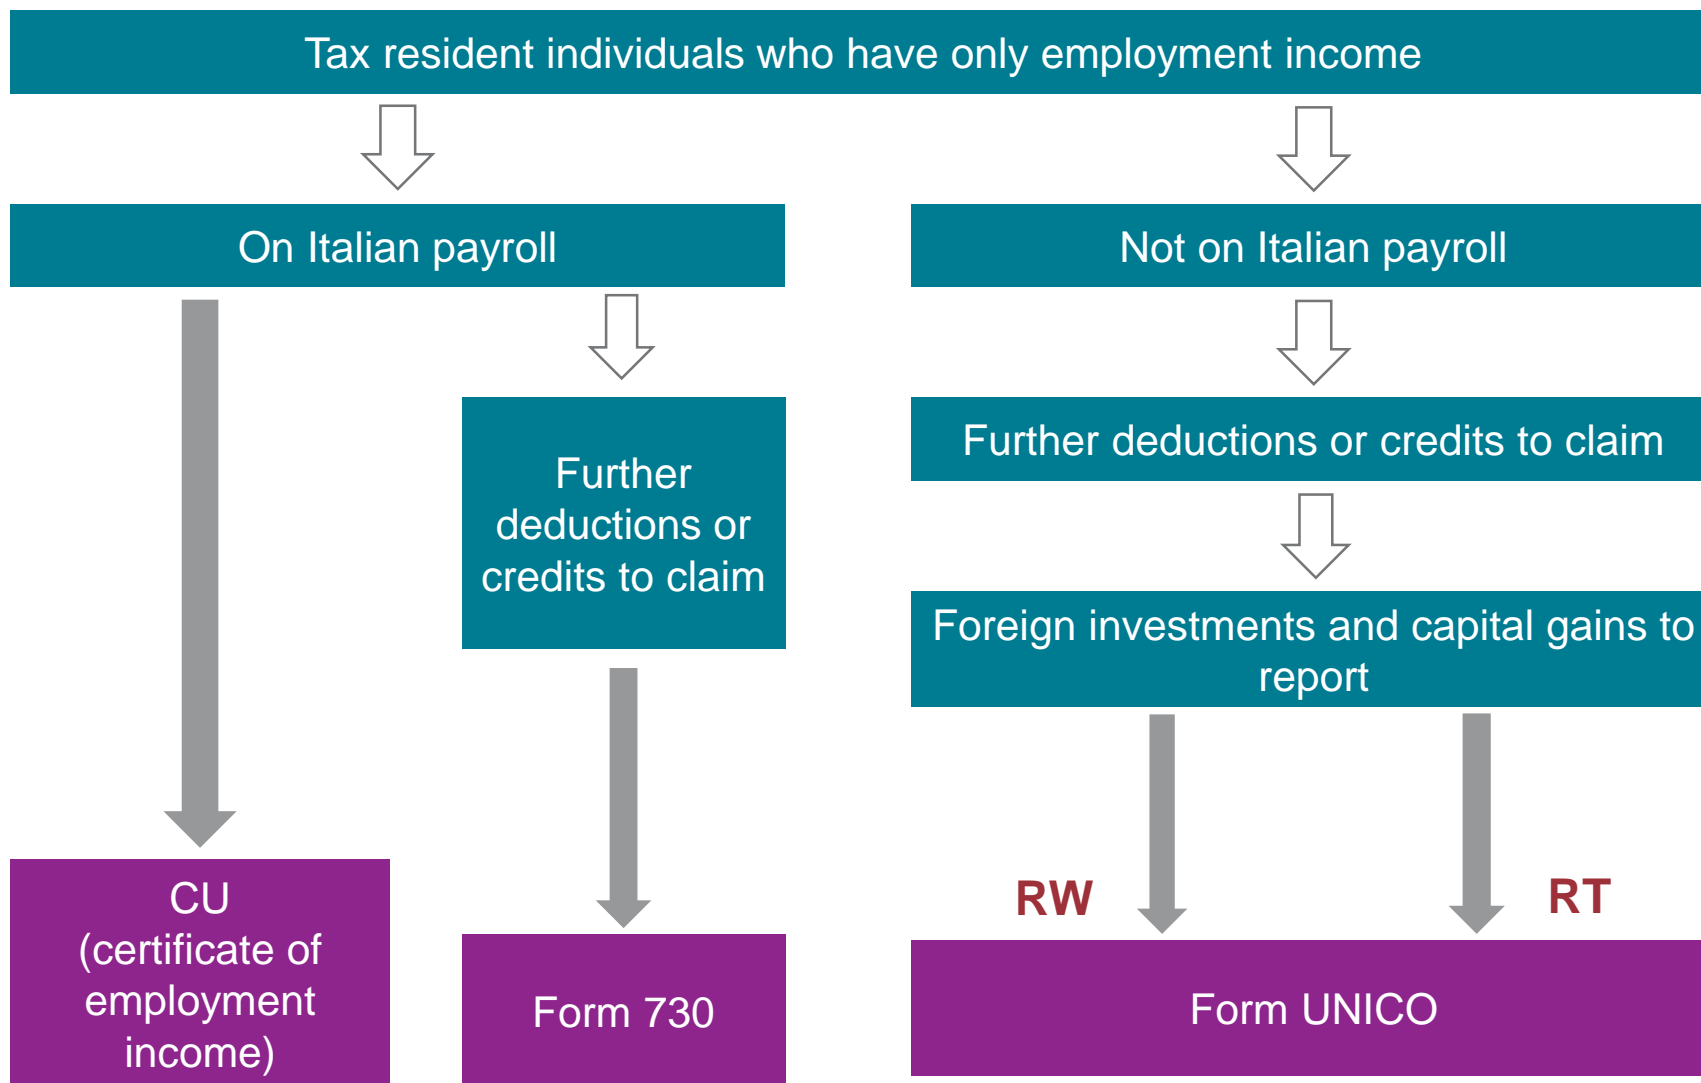 Tax resident individuals who have only employment income
On Italian payroll
Not on Italian payroll
Further
deductions or
credits to claim
Further deductions or credits to claim
Foreign investments and capital gains to
report
RW
RT
CU
(certificate of
employment
income)
Form 730
Form UNICO